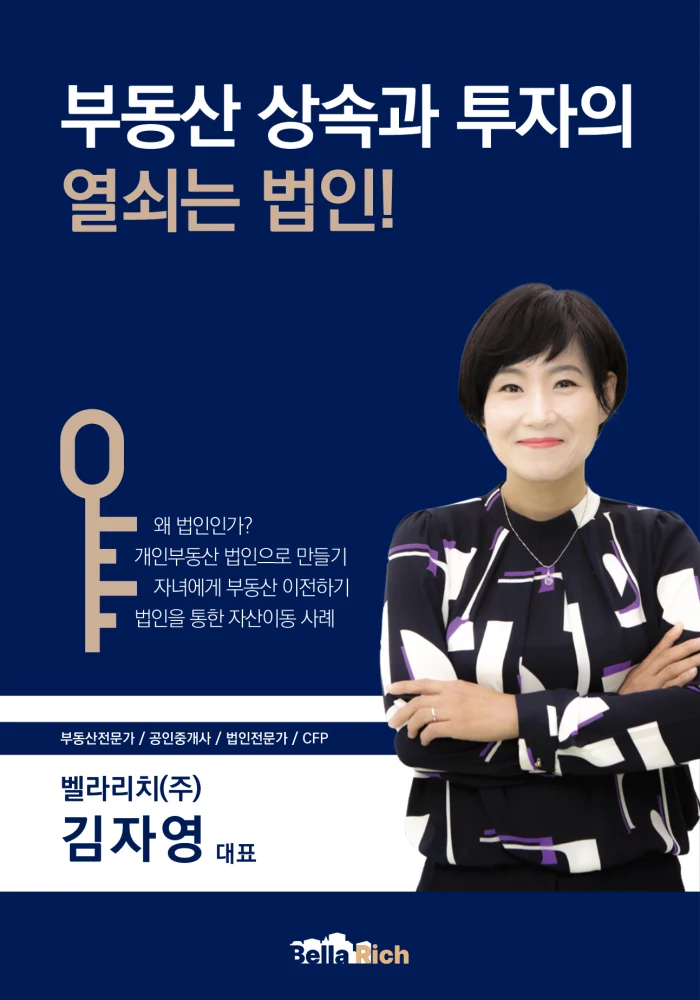 부동산 상속과 투자의
열쇠는 법인!
왜 법인인가?
개인부동산 법인으로 만들기
자녀에게 부동산 이전하기
법인을 통한 자산이동 사례
부동산전문가 / 공인중개사 / 법인전문가 / CFP
벨라리치(주)
김자영 대표
Bella Rich